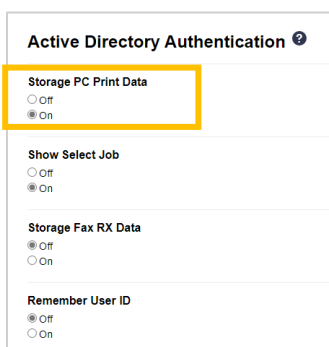 Active Directory Authentication ?
Storage PC Print Data
Off
On
Show Select Job
Off
On
Storage Fax RX Data
Off
On
Remember User ID
Off
On